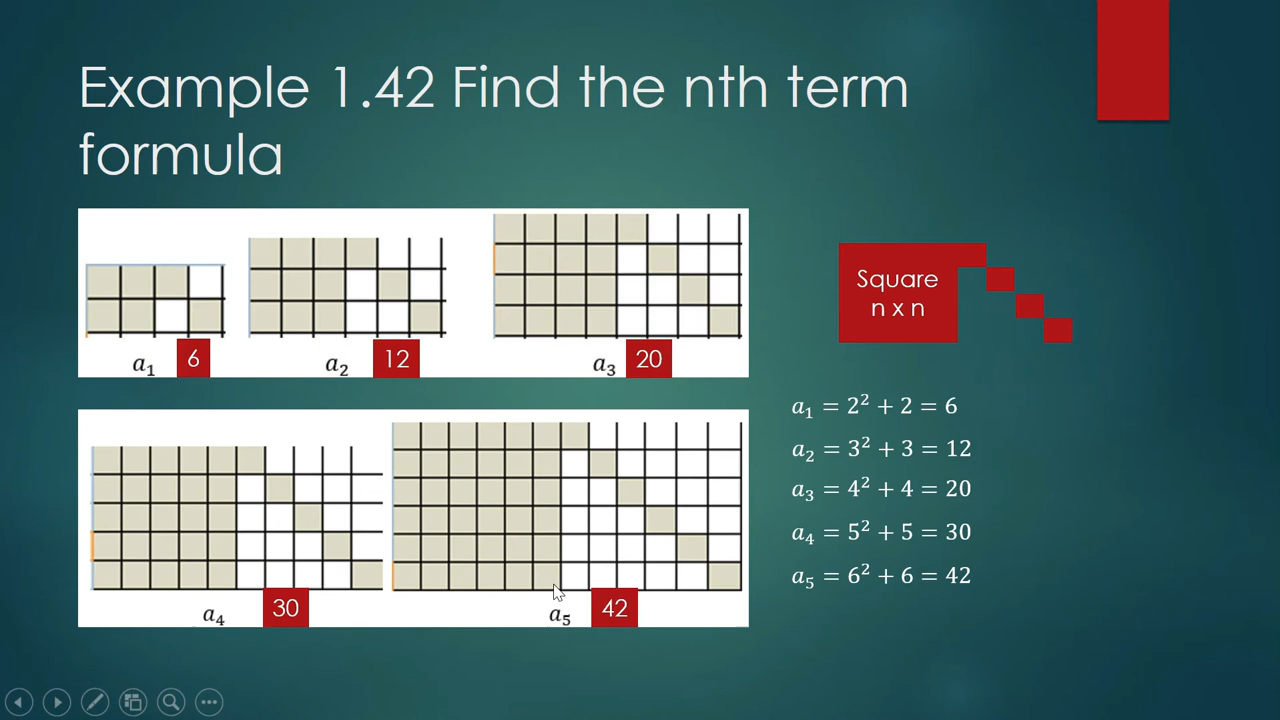 Example 1.42 Find the nth term
formula
a₁ 6
a₂ 12
a₃ 20
Square
n x n
a₁ = 2² + 2 = 6
a₂ = 3² + 3 = 12
a₃ = 4² + 4 = 20
a₄ = 5² + 5 = 30
a₅ = 6² + 6 = 42
a₄ 30
a₅ 42